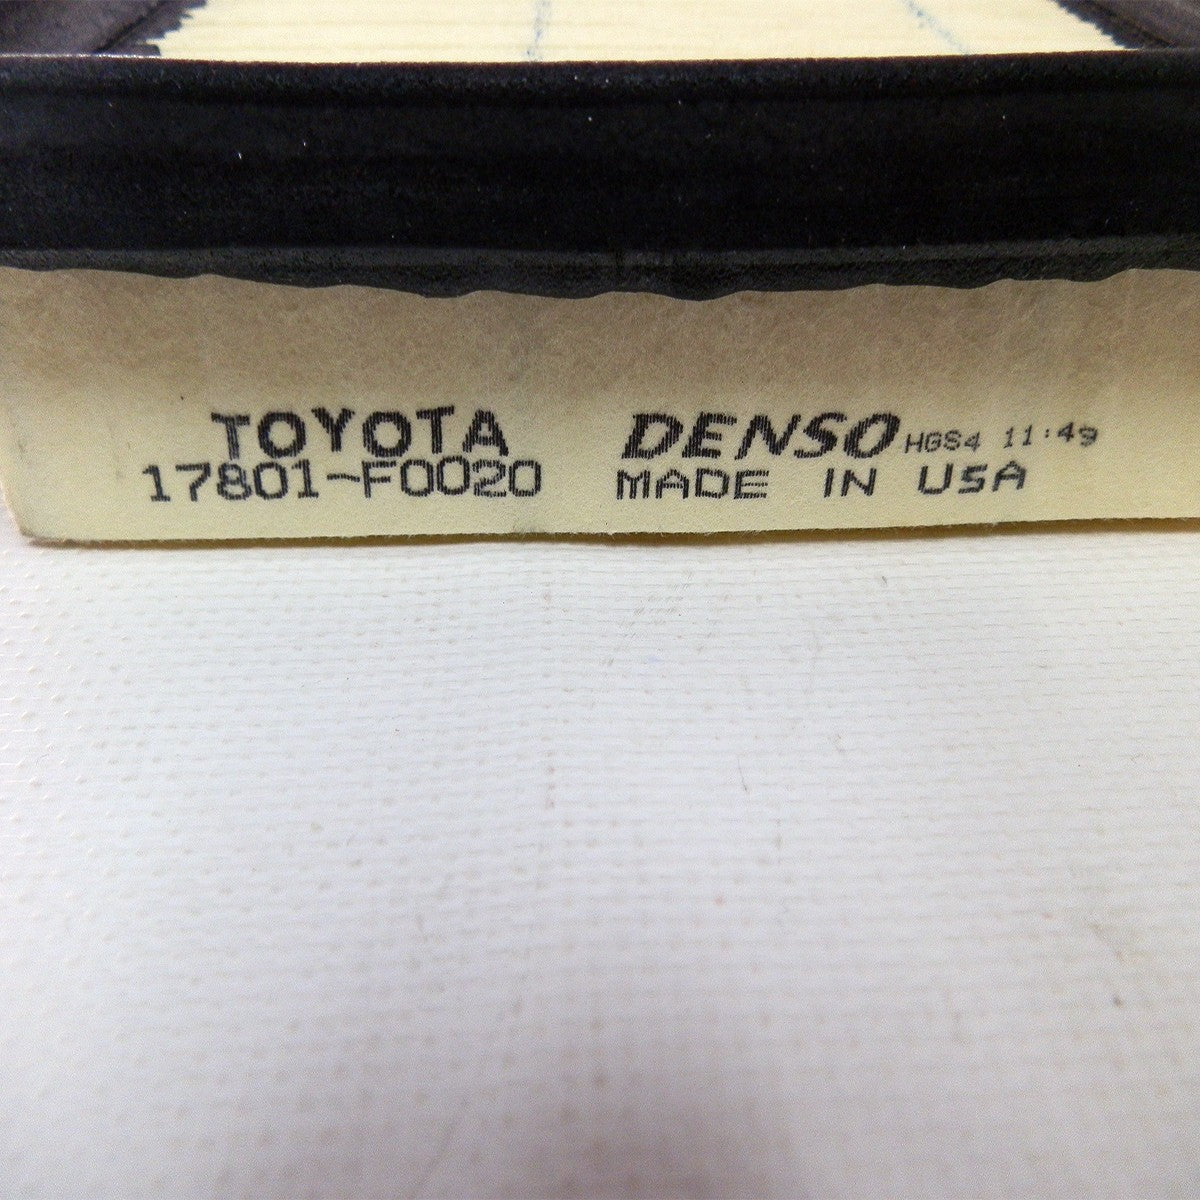 TOYOTA DENSO HGS4 11:49
17801-F0020 MADE IN USA